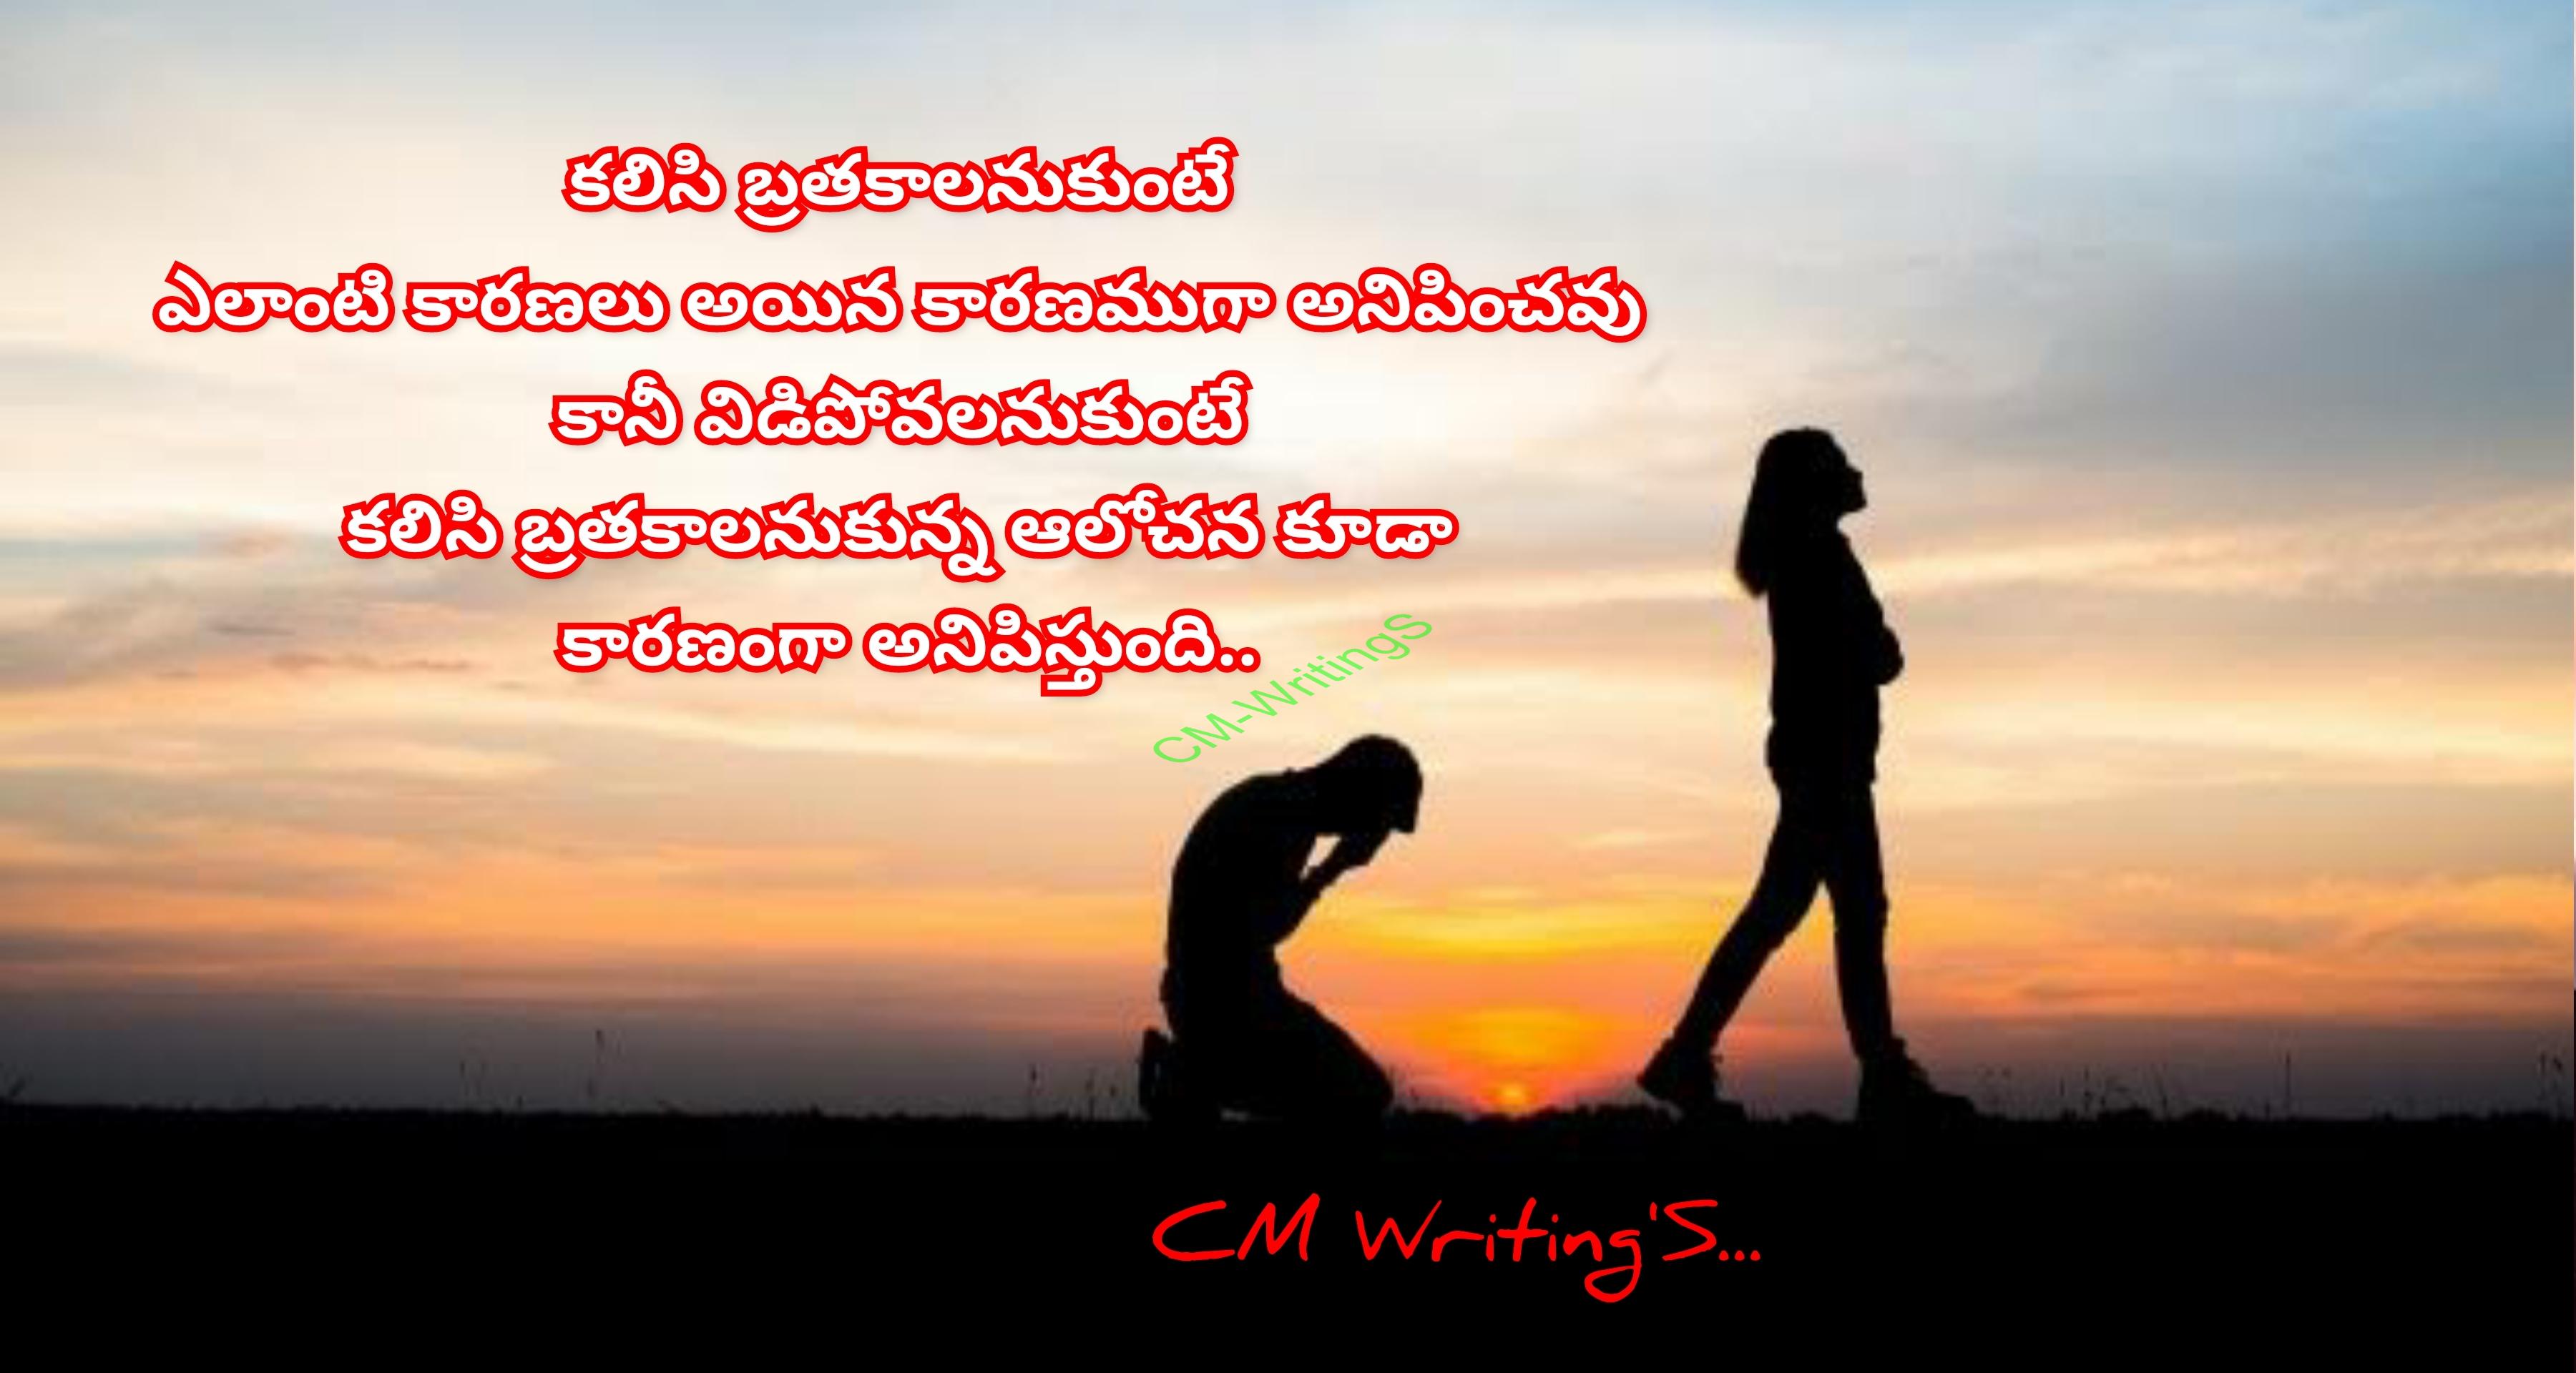 కలిసి బ్రతకాలనుకుంటే
ఎలాంటి కారణలు అయిన కారణముగా అనిపించవు
కానీ విడిపోవలనుకుంటే
కలిసి బ్రతకాలనుకున్న ఆలోచన కూడా
కారణంగా అనిపిస్తుంది..
CM-WritingS
CM Writing'S...